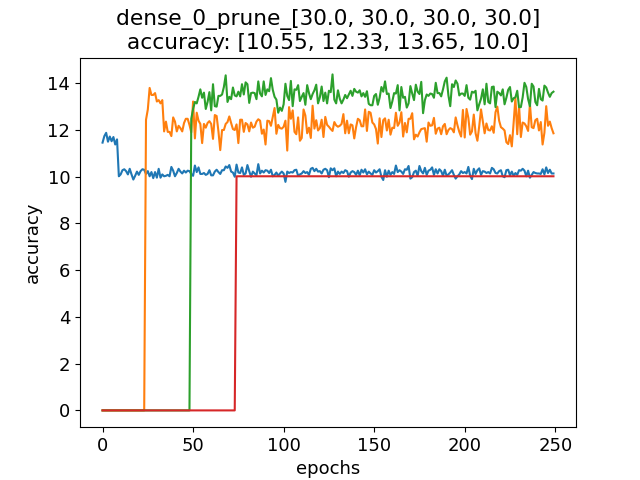 dense_0_prune_[30.0, 30.0, 30.0, 30.0]
accuracy: [10.55, 12.33, 13.65, 10.0]
14
12
10
8
6
4
2
0
accuracy
0 50 100 150 200 250
epochs